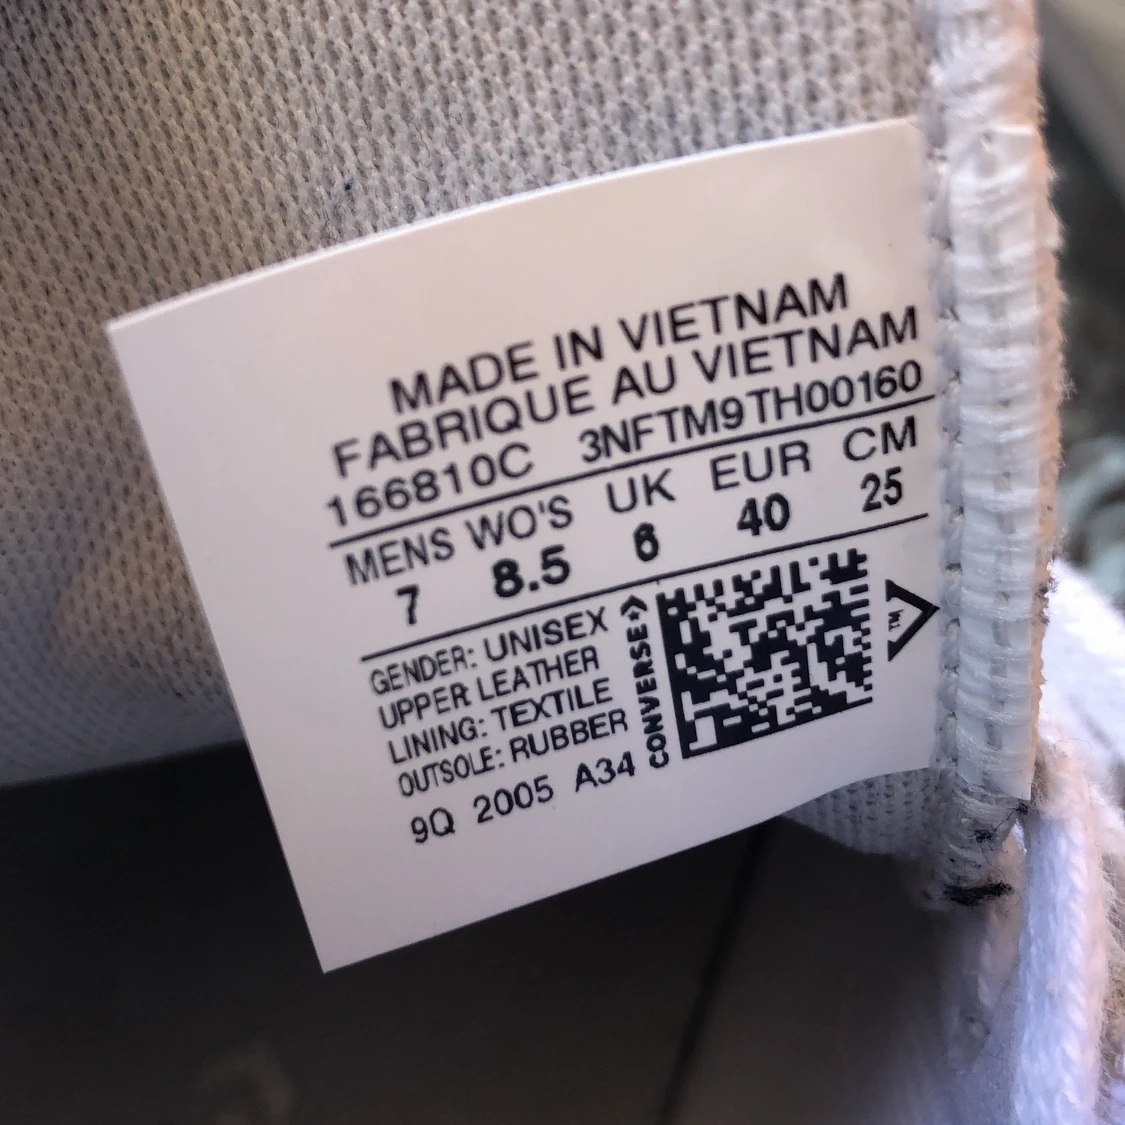 MADE IN VIETNAM
FABRIQUE AU VIETNAM
166810C 3NFTM9TH00160
MENS WO'S UK EUR CM
7 8.5 6 40 25
GENDER: UNISEX
UPPER LEATHER
LINING: TEXTILE
OUTSOLE: RUBBER
9Q 2005 A34
CONVERSE
TM